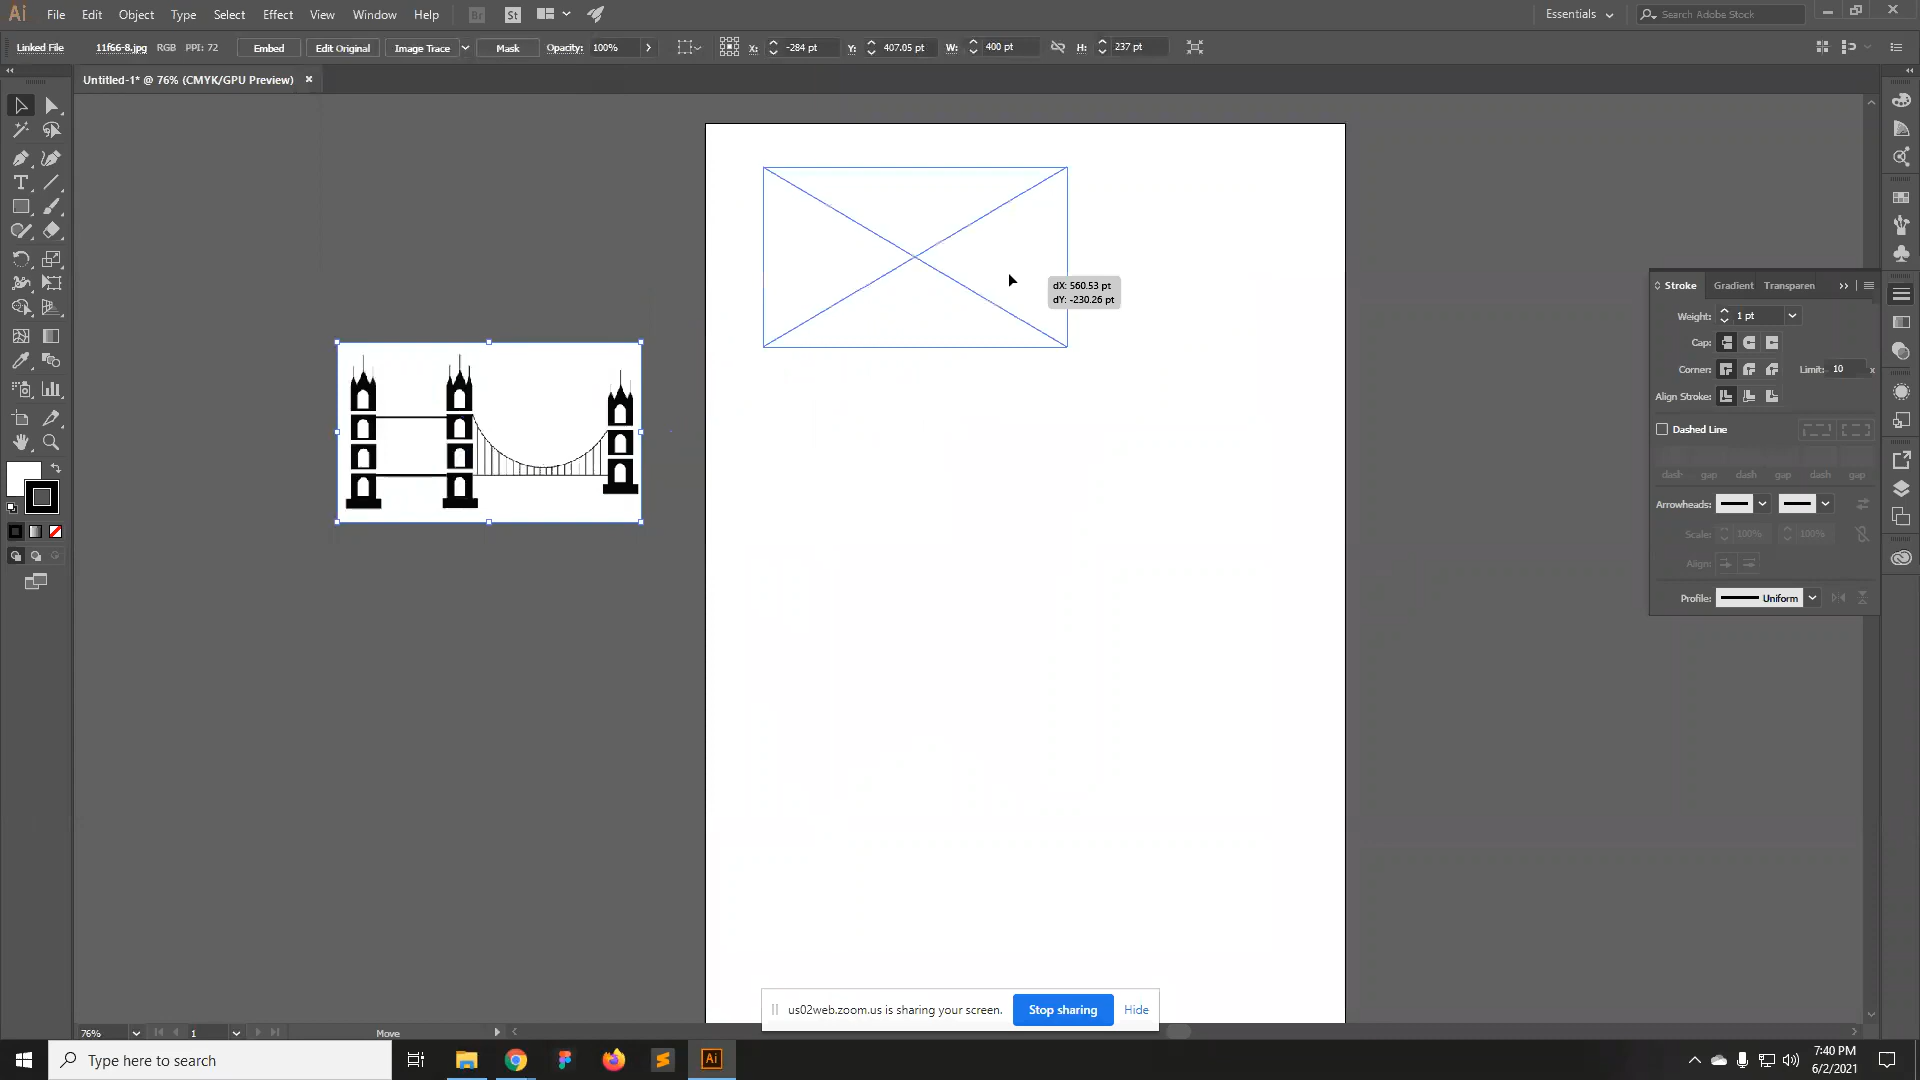 Ai File Edit Object Type Select Effect View Window Help Br St Essentials Search Adobe Stock
Linked File 11f66-8.jpg RGB PPI: 72 Embed Edit Original Image Trace Mask Opacity: 100% X: -284 pt Y: 407.05 pt W: 400 pt H: 237 pt
Untitled-1* @ 76% (CMYK/GPU Preview)
dX: 560.53 pt
dY: -230.26 pt
Stroke Gradient Transparen
Weight: 1 pt
Cap:
Corner: Limit: 10 x
Align Stroke:
Dashed Line
dash gap dash gap dash gap
Arrowheads:
Scale: 100% 100%
Align:
Profile: Uniform
us02web.zoom.us is sharing your screen. Stop sharing Hide
76% 1 Move
Type here to search
Ai
7:40 PM
6/2/2021